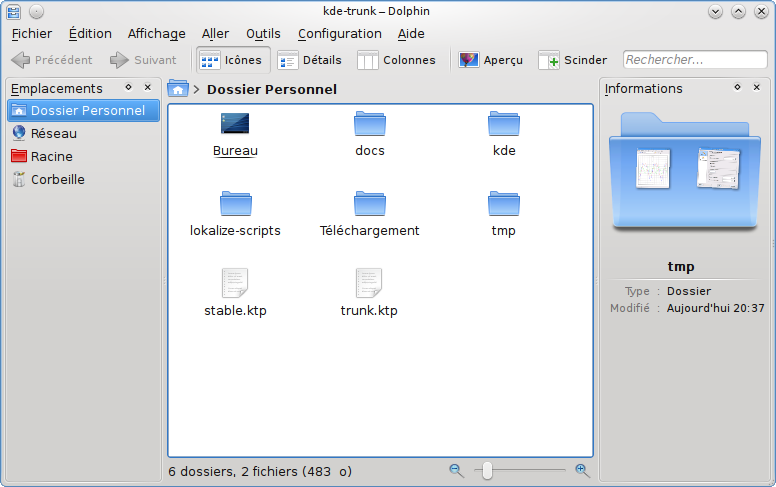 kde-trunk – Dolphin
Fichier Édition Affichage Aller Outils Configuration Aide
Précédent Suivant Icônes Détails Colonnes Aperçu Scinder Rechercher...
Emplacements
Dossier Personnel
Réseau
Racine
Corbeille
> Dossier Personnel
Bureau docs kde
lokalize-scripts Téléchargement tmp
stable.ktp trunk.ktp
6 dossiers, 2 fichiers (483 o)
Informations
tmp
Type : Dossier
Modifié : Aujourd'hui 20:37